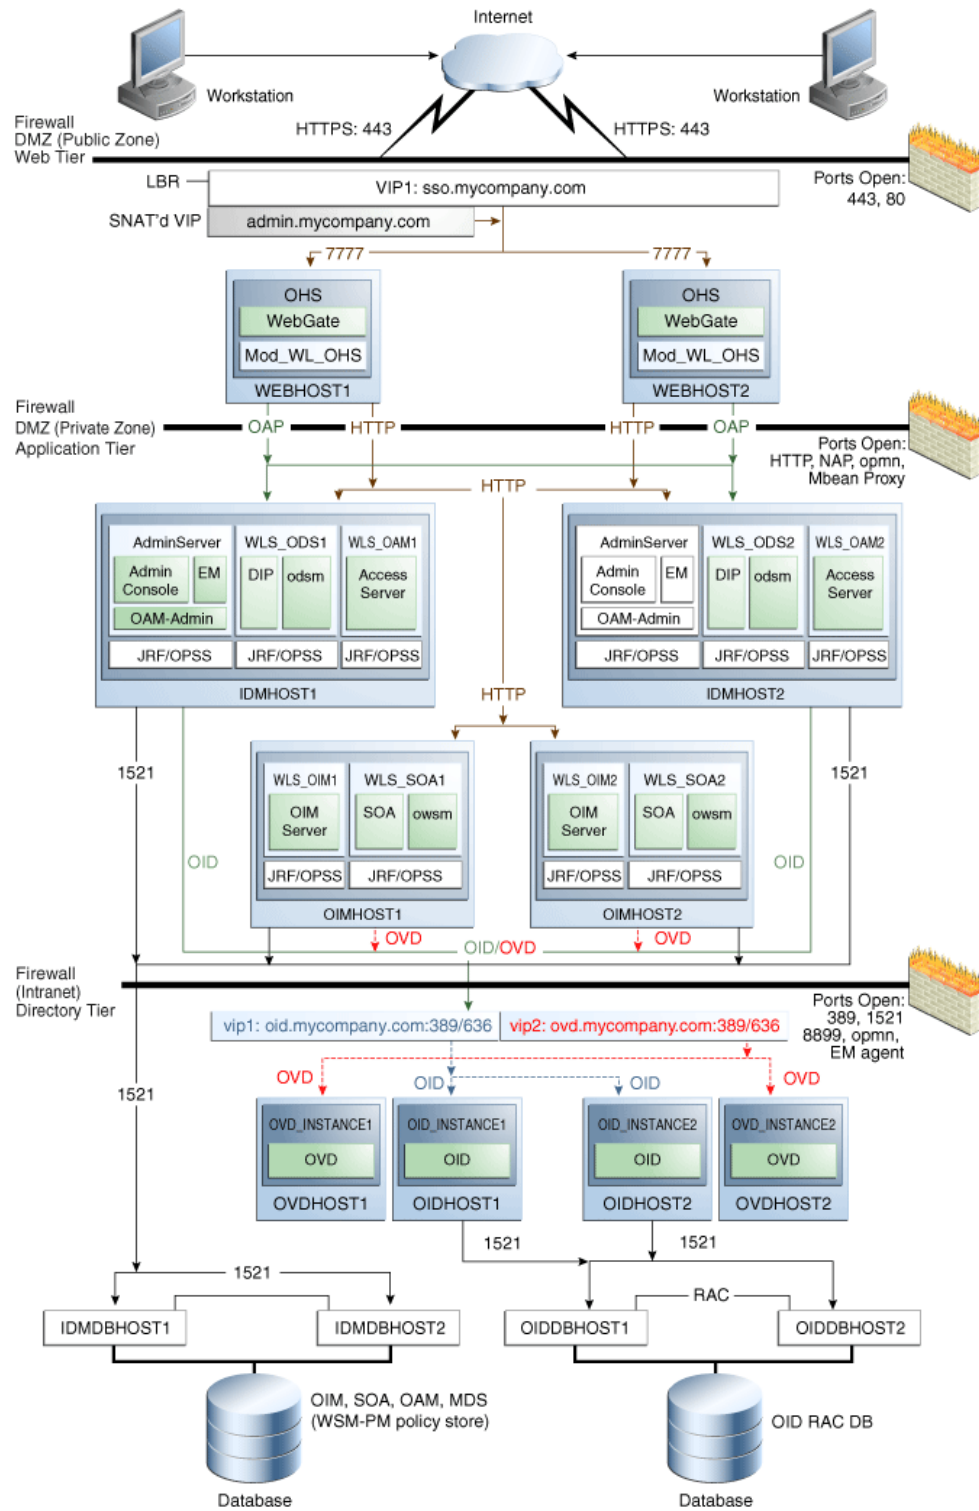 Internet
Workstation
Workstation
HTTPS: 443
HTTPS: 443
Firewall
DMZ (Public Zone)
Web Tier
Ports Open:
443, 80
LBR
VIP1: sso.mycompany.com
SNAT'd VIP
admin.mycompany.com
7777
7777
OHS
WebGate
Mod_WL_OHS
WEBHOST1
OHS
WebGate
Mod_WL_OHS
WEBHOST2
Firewall
DMZ (Private Zone)
Application Tier
OAP
HTTP
HTTP
OAP
Ports Open:
HTTP, NAP, opmn,
Mbean Proxy
HTTP
AdminServer
Admin
Console
EM
OAM-Admin
WLS_ODS1
DIP
odsm
WLS_OAM1
Access
Server
JRF/OPSS
JRF/OPSS
JRF/OPSS
IDMHOST1
AdminServer
Admin
Console
EM
OAM-Admin
WLS_ODS2
DIP
odsm
WLS_OAM2
Access
Server
JRF/OPSS
JRF/OPSS
JRF/OPSS
IDMHOST2
HTTP
1521
1521
WLS_OIM1
OIM
Server
WLS_SOA1
SOA
owsm
JRF/OPSS
JRF/OPSS
OIMHOST1
WLS_OIM2
OIM
Server
WLS_SOA2
SOA
owsm
JRF/OPSS
JRF/OPSS
OIMHOST2
OID
OID
OVD
OID/OVD
OVD
Firewall
(Intranet)
Directory Tier
Ports Open:
389, 1521
8899, opmn,
EM agent
vip1: oid.mycompany.com:389/636
vip2: ovd.mycompany.com:389/636
1521
OVD
OID
OID
OVD
OVD_INSTANCE1
OVD
OVDHOST1
OID_INSTANCE1
OID
OIDHOST1
OID_INSTANCE2
OID
OIDHOST2
OVD_INSTANCE2
OVD
OVDHOST2
1521
1521
1521
RAC
IDMDBHOST1
IDMDBHOST2
OIDDBHOST1
OIDDBHOST2
OIM, SOA, OAM, MDS
(WSM-PM policy store)
Database
OID RAC DB
Database